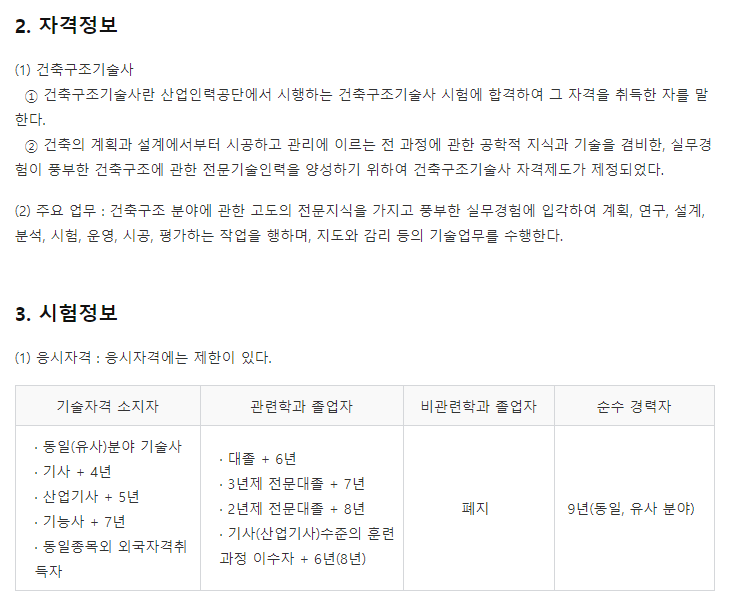 2. 자격정보
(1) 건축구조기술사
① 건축구조기술사란 산업인력공단에서 시행하는 건축구조기술사 시험에 합격하여 그 자격을 취득한 자를 말
한다.
② 건축의 계획과 설계에서부터 시공하고 관리에 이르는 전 과정에 관한 공학적 지식과 기술을 겸비한, 실무경
험이 풍부한 건축구조에 관한 전문기술인력을 양성하기 위하여 건축구조기술사 자격제도가 제정되었다.
(2) 주요 업무 : 건축구조 분야에 관한 고도의 전문지식을 가지고 풍부한 실무경험에 입각하여 계획, 연구, 설계,
분석, 시험, 운영, 시공, 평가하는 작업을 행하며, 지도와 감리 등의 기술업무를 수행한다.
3. 시험정보
(1) 응시자격 : 응시자격에는 제한이 있다.
기술자격 소지자
관련학과 졸업자
비관련학과 졸업자
순수 경력자
· 동일(유사)분야 기술사
· 기사 + 4년
· 산업기사 + 5년
· 기능사 + 7년
· 동일종목외 외국자격취
득자
· 대졸 + 6년
· 3년제 전문대졸 + 7년
· 2년제 전문대졸 + 8년
· 기사(산업기사)수준의 훈련
과정 이수자 + 6년(8년)
폐지
9년(동일, 유사 분야)